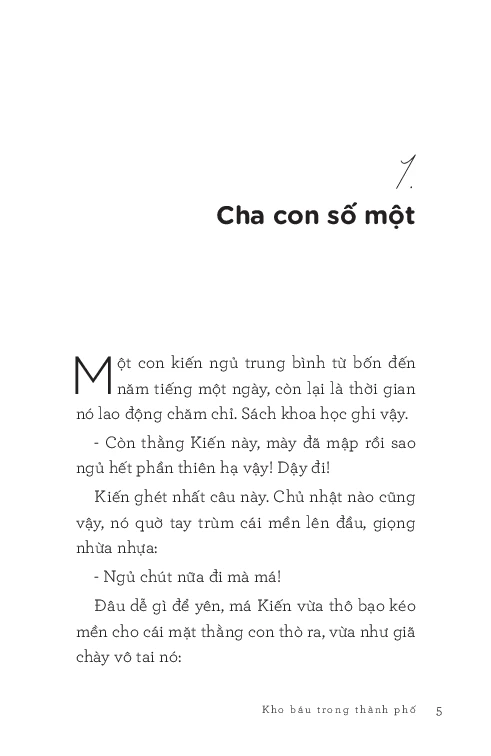 1.
Cha con số một
Một con kiến ngủ trung bình từ bốn đến
năm tiếng một ngày, còn lại là thời gian
nó lao động chăm chỉ. Sách khoa học ghi vậy.
- Còn thằng Kiến này, mày đã mập rồi sao
ngủ hết phần thiên hạ vậy! Dậy đi!
Kiến ghét nhất câu này. Chủ nhật nào cũng
vậy, nó quờ tay trùm cái mền lên đầu, giọng
nhừa nhựa:
- Ngủ chút nữa đi mà má!
Đâu dễ gì để yên, má Kiến vừa thô bạo kéo
mền cho cái mặt thằng con thò ra, vừa như giã
chày vô tai nó:
Kho báu trong thành phố 5